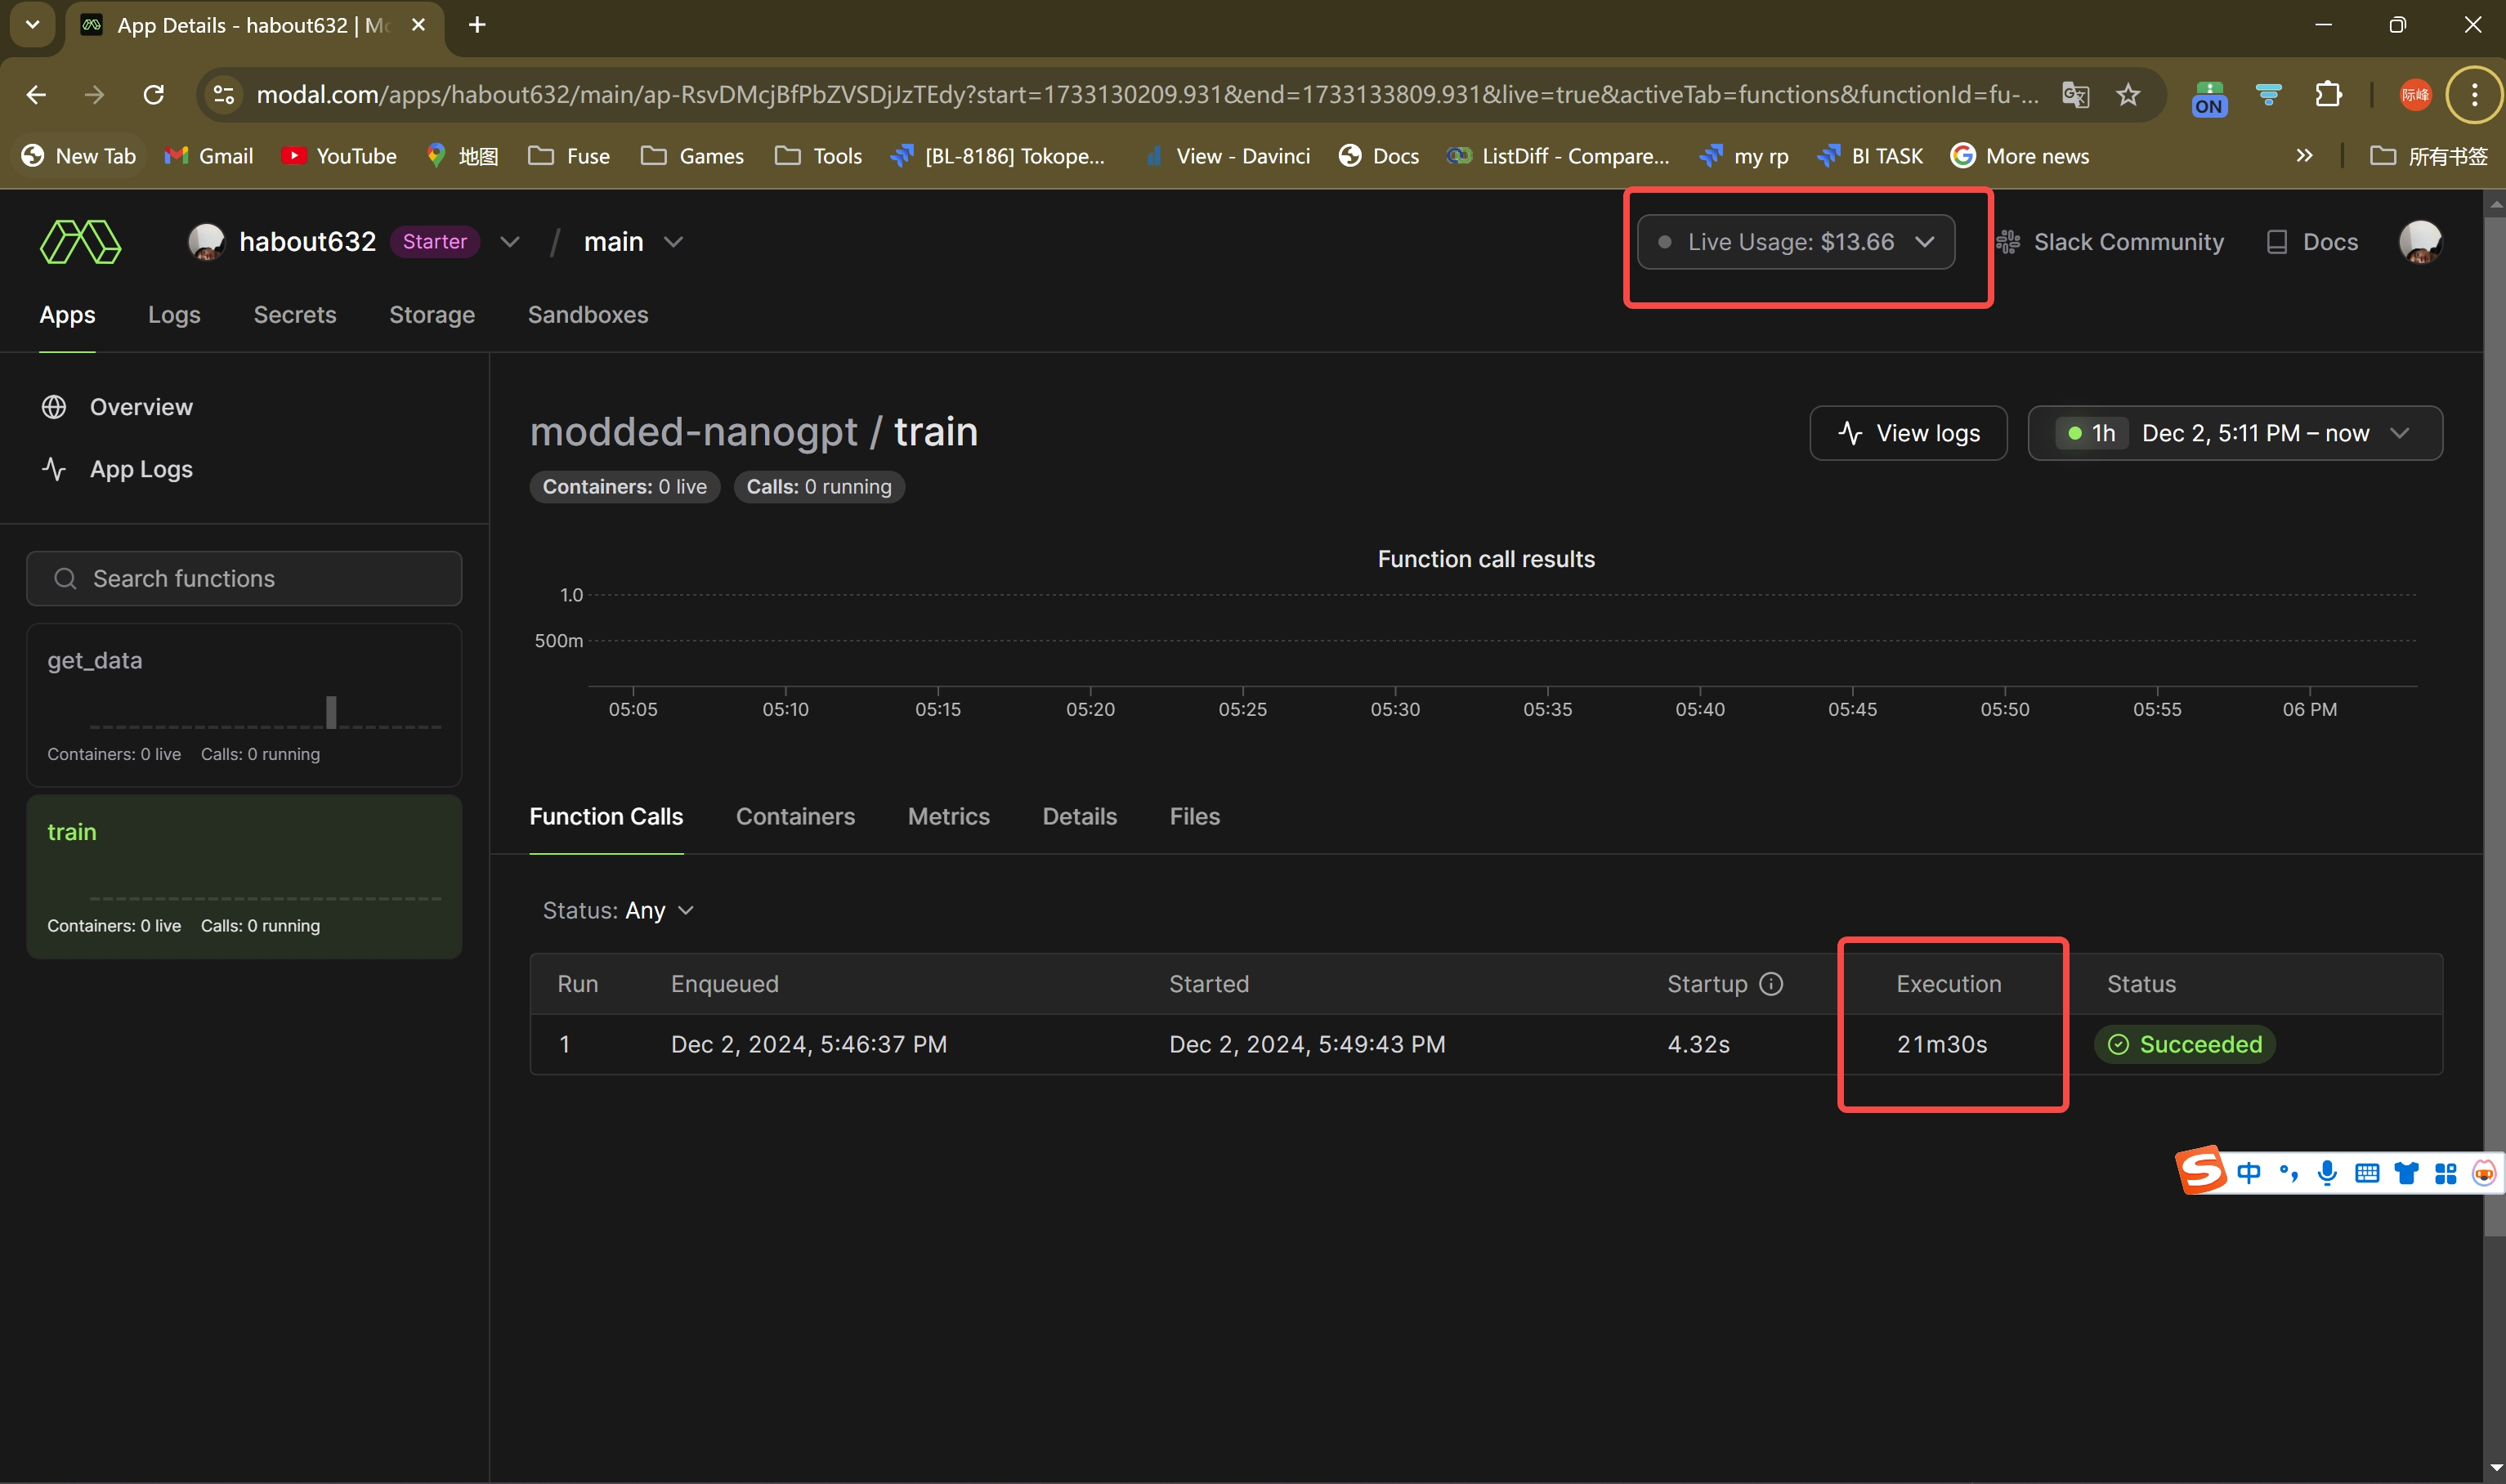 App Details - habout632 | Mo
modal.com/apps/habout632/main/ap-RsvDMcjBfPbZVSDjJzTEdy?start=1733130209.931&end=1733133809.931&live=true&activeTab=functions&functionId=fu-...
ON
际峰
New Tab
Gmail
YouTube
地图
Fuse
Games
Tools
[BL-8186] Tokope...
View - Davinci
Docs
ListDiff - Compare...
my rp
BI TASK
More news
所有书签
habout632 Starter / main
Live Usage: $13.66
Slack Community
Docs
Apps
Logs
Secrets
Storage
Sandboxes
Overview
App Logs
Search functions
get_data
Containers: 0 live Calls: 0 running
train
Containers: 0 live Calls: 0 running
modded-nanogpt / train
View logs
1h Dec 2, 5:11 PM – now
Containers: 0 live
Calls: 0 running
Function call results
1.0
500m
05:05 05:10 05:15 05:20 05:25 05:30 05:35 05:40 05:45 05:50 05:55 06 PM
Function Calls
Containers
Metrics
Details
Files
Status: Any
Run Enqueued Started Startup Execution Status
1 Dec 2, 2024, 5:46:37 PM Dec 2, 2024, 5:49:43 PM 4.32s 21m30s Succeeded
S 中